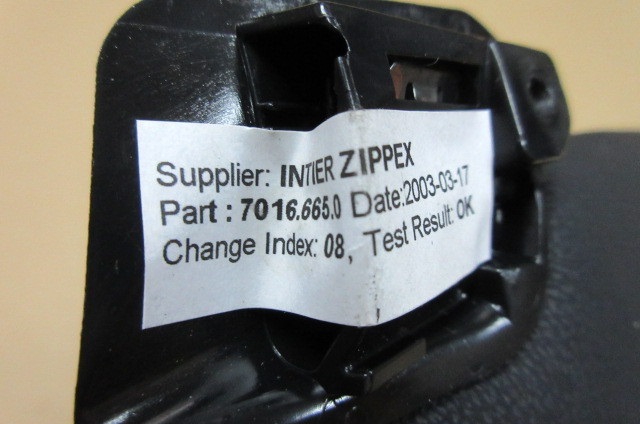 Supplier: INTIER ZIPPEX
Part : 7016.665.0 Date:2003-03-17
Change Index: 08, Test Result: OK